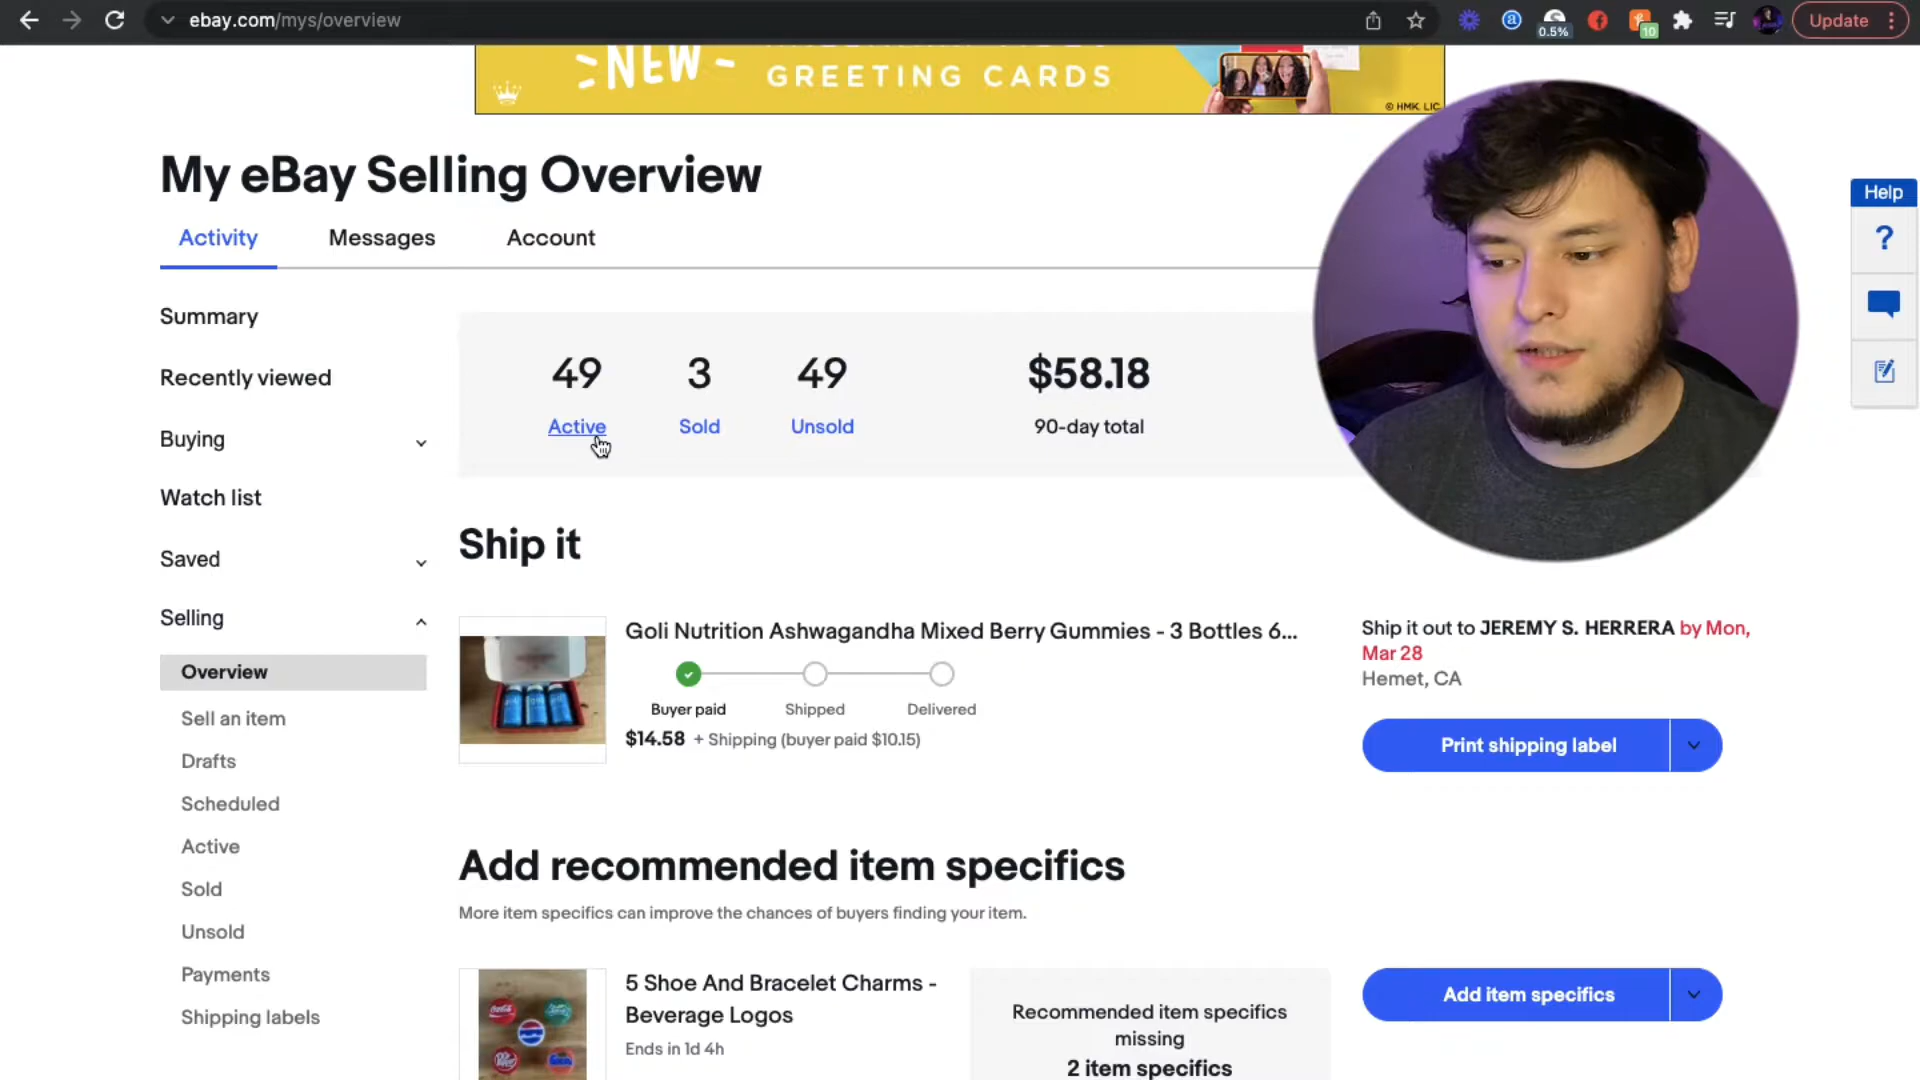 ebay.com/mys/overview
0.5%
10
Update
NEW
GREETING CARDS
© HMK. LIC.
My eBay Selling Overview
Help
?
Activity
Messages
Account
Summary
Recently viewed
Buying
Watch list
Saved
Selling
Overview
Sell an item
Drafts
Scheduled
Active
Sold
Unsold
Payments
Shipping labels
49
3
49
$58.18
Active
Sold
Unsold
90-day total
Ship it
Goli Nutrition Ashwagandha Mixed Berry Gummies - 3 Bottles 6...
Buyer paid
Shipped
Delivered
$14.58 + Shipping (buyer paid $10.15)
Ship it out to JEREMY S. HERRERA by Mon,
Mar 28
Hemet, CA
Print shipping label
Add recommended item specifics
More item specifics can improve the chances of buyers finding your item.
5 Shoe And Bracelet Charms -
Beverage Logos
Ends in 1d 4h
Recommended item specifics
missing
2 item specifics
Add item specifics